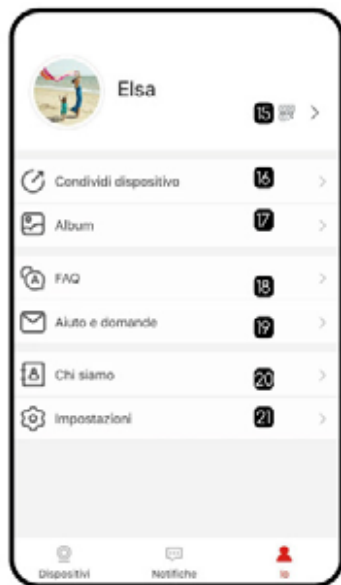 Elsa
15
Condividi dispositivo 16
Album 17
FAQ 18
Aiuto e domande 19
Chi siamo 20
Impostazioni 21
Dispositivi Notifiche Io